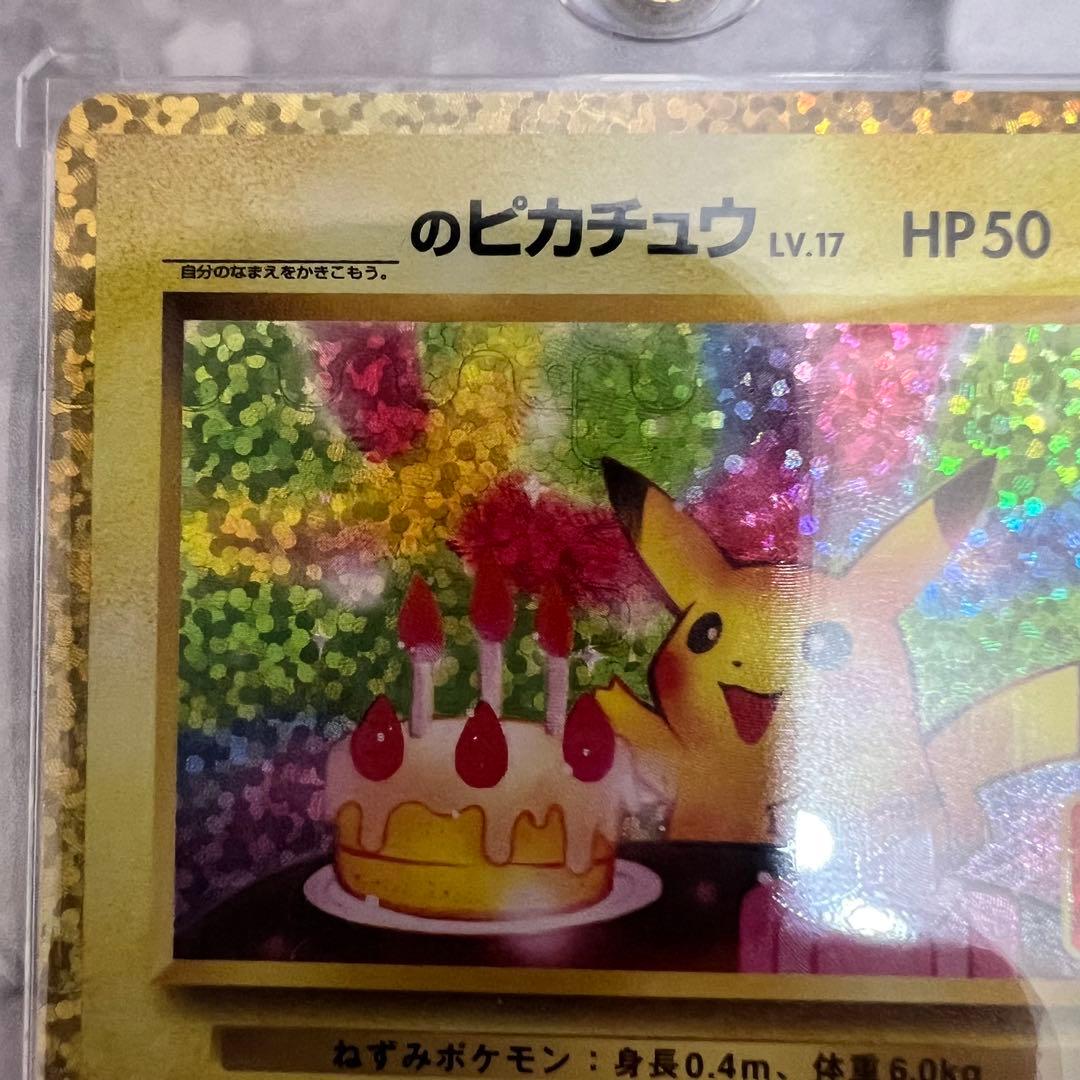 のピカチュウ LV.17 HP50
自分のなまえをかきこもう。
ねずみポケモン：身長0.4m、体重6.0kg